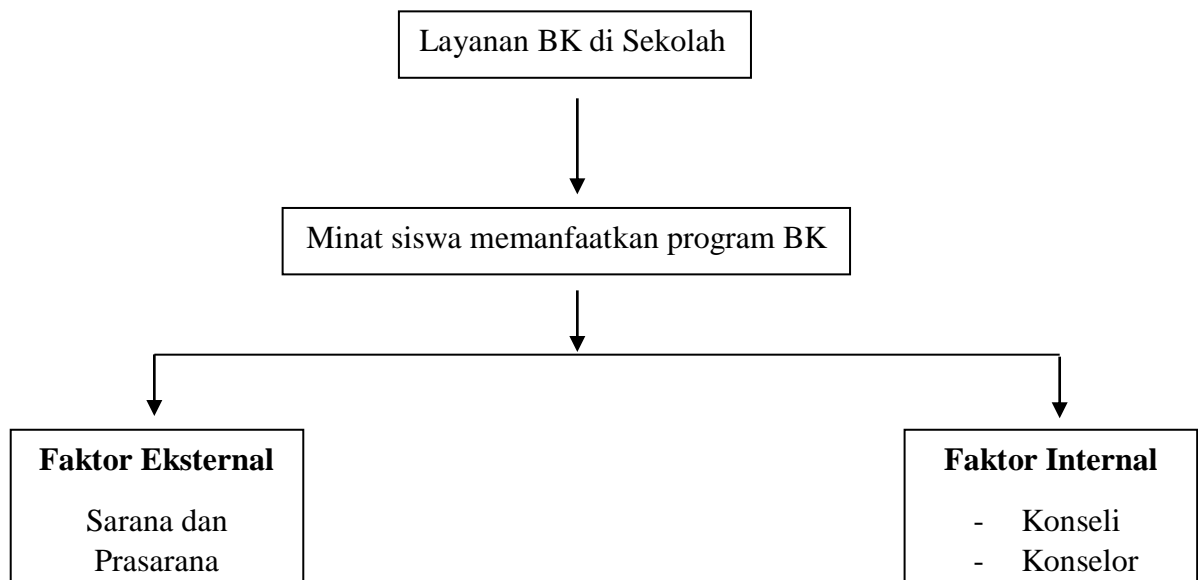 Layanan BK di Sekolah
Minat siswa memanfaatkan program BK
Faktor Eksternal
Sarana dan
Prasarana
Faktor Internal
- Konseli
- Konselor